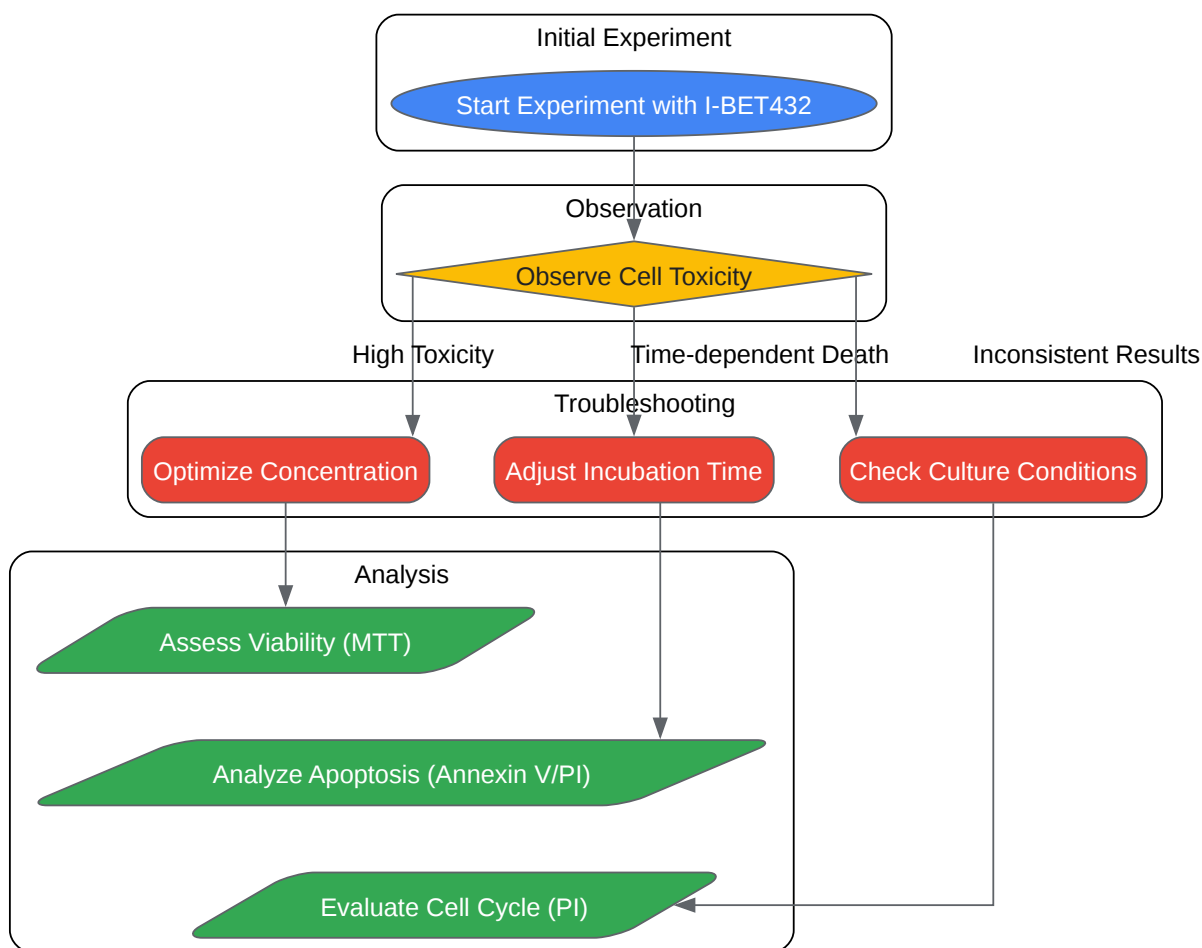 Initial Experiment
Start Experiment with I-BET432
Observation
Observe Cell Toxicity
High Toxicity
Time-dependent Death
Inconsistent Results
Troubleshooting
Optimize Concentration
Adjust Incubation Time
Check Culture Conditions
Analysis
Assess Viability (MTT)
Analyze Apoptosis (Annexin V/PI)
Evaluate Cell Cycle (PI)